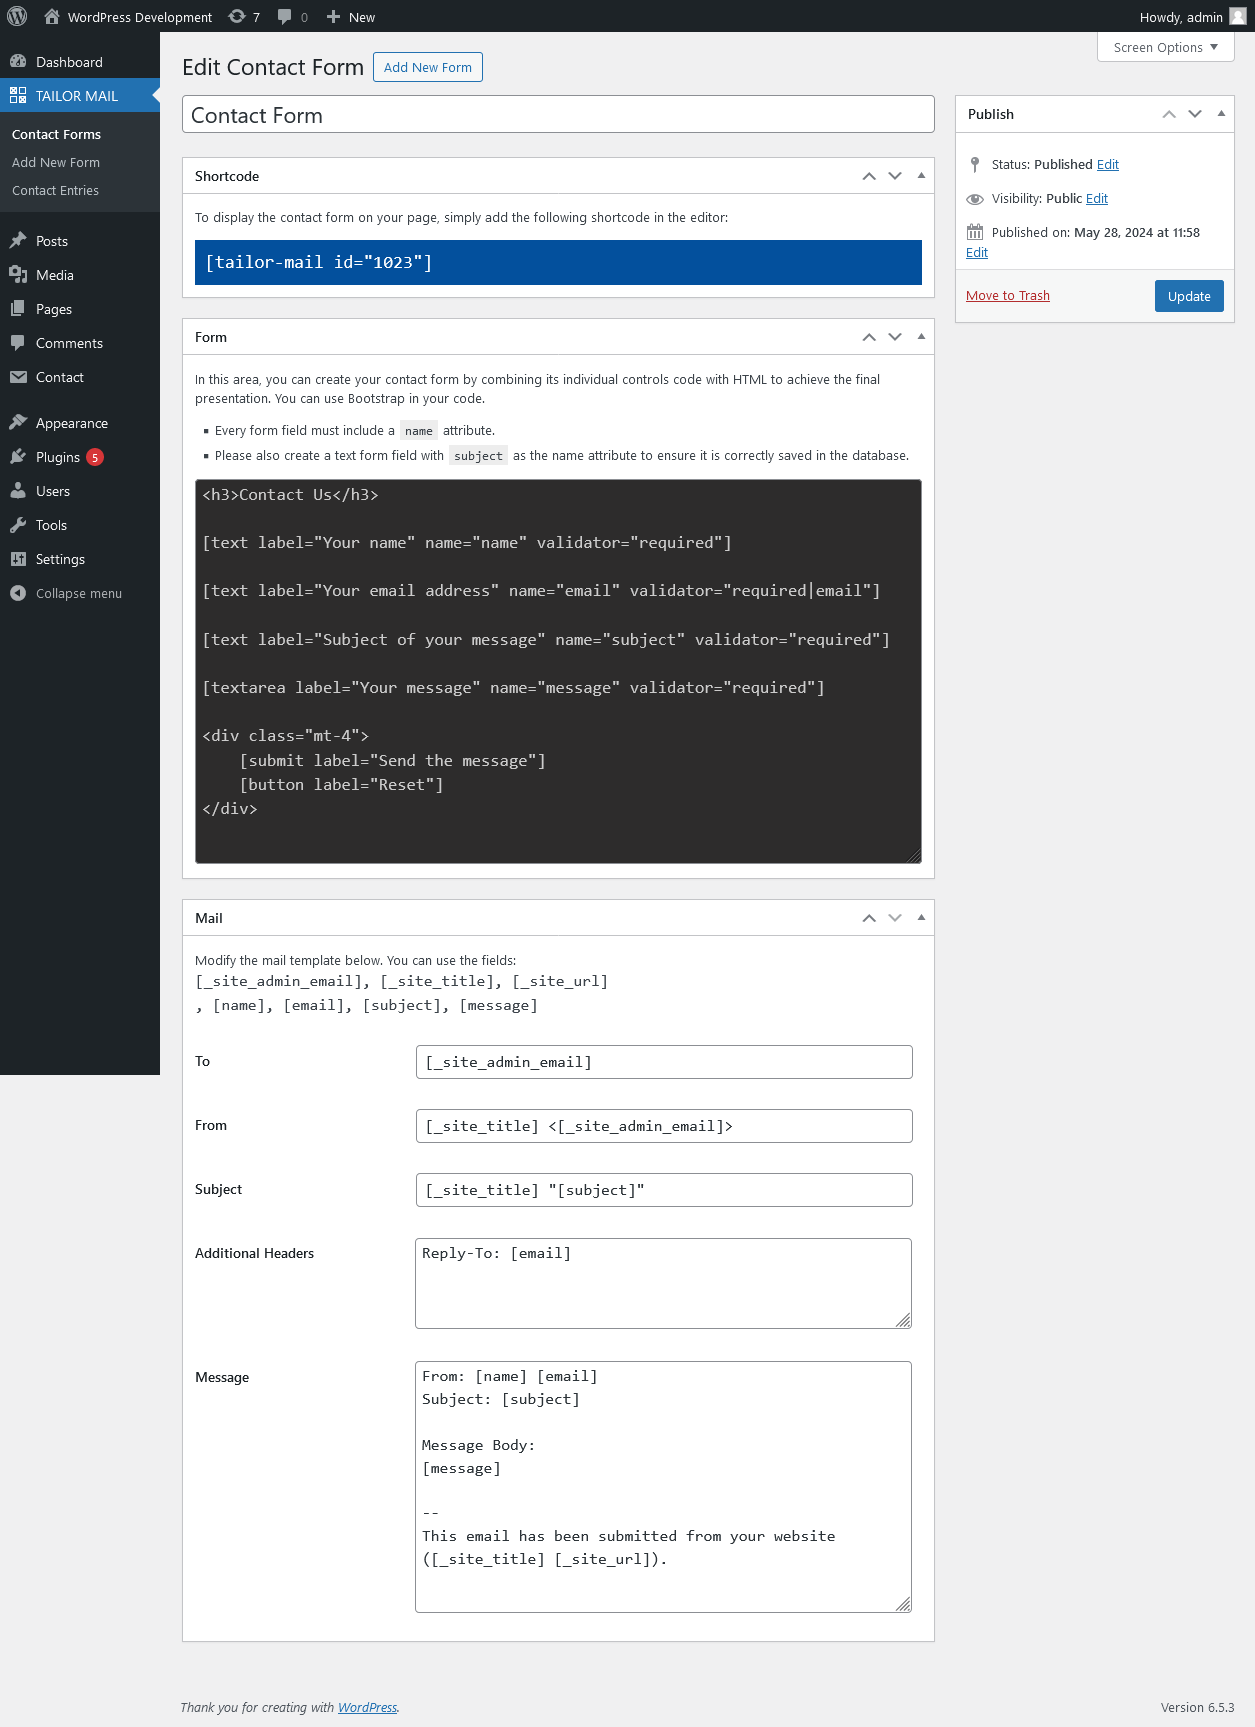 WordPress Development 7 0 New Howdy, admin
Screen Options
Dashboard
TAILOR MAIL
Contact Forms
Add New Form
Contact Entries
Posts
Media
Pages
Comments
Contact
Appearance
Plugins 5
Users
Tools
Settings
Collapse menu
Edit Contact Form Add New Form
Contact Form
Shortcode
To display the contact form on your page, simply add the following shortcode in the editor:
[tailor-mail id="1023"]
Form
In this area, you can create your contact form by combining its individual controls code with HTML to achieve the final
presentation. You can use Bootstrap in your code.
Every form field must include a name attribute.
Please also create a text form field with subject as the name attribute to ensure it is correctly saved in the database.
<h3>Contact Us</h3>
[text label="Your name" name="name" validator="required"]
[text label="Your email address" name="email" validator="required|email"]
[text label="Subject of your message" name="subject" validator="required"]
[textarea label="Your message" name="message" validator="required"]
<div class="mt-4">
[submit label="Send the message"]
[button label="Reset"]
</div>
Mail
Modify the mail template below. You can use the fields:
[_site_admin_email], [_site_title], [_site_url]
, [name], [email], [subject], [message]
To [_site_admin_email]
From [_site_title] <[_site_admin_email]>
Subject [_site_title] "[subject]"
Additional Headers Reply-To: [email]
Message From: [name] [email]
Subject: [subject]
Message Body:
[message]
--
This email has been submitted from your website
([_site_title] [_site_url]).
Publish
Status: Published Edit
Visibility: Public Edit
Published on: May 28, 2024 at 11:58
Edit
Move to Trash Update
Thank you for creating with WordPress. Version 6.5.3